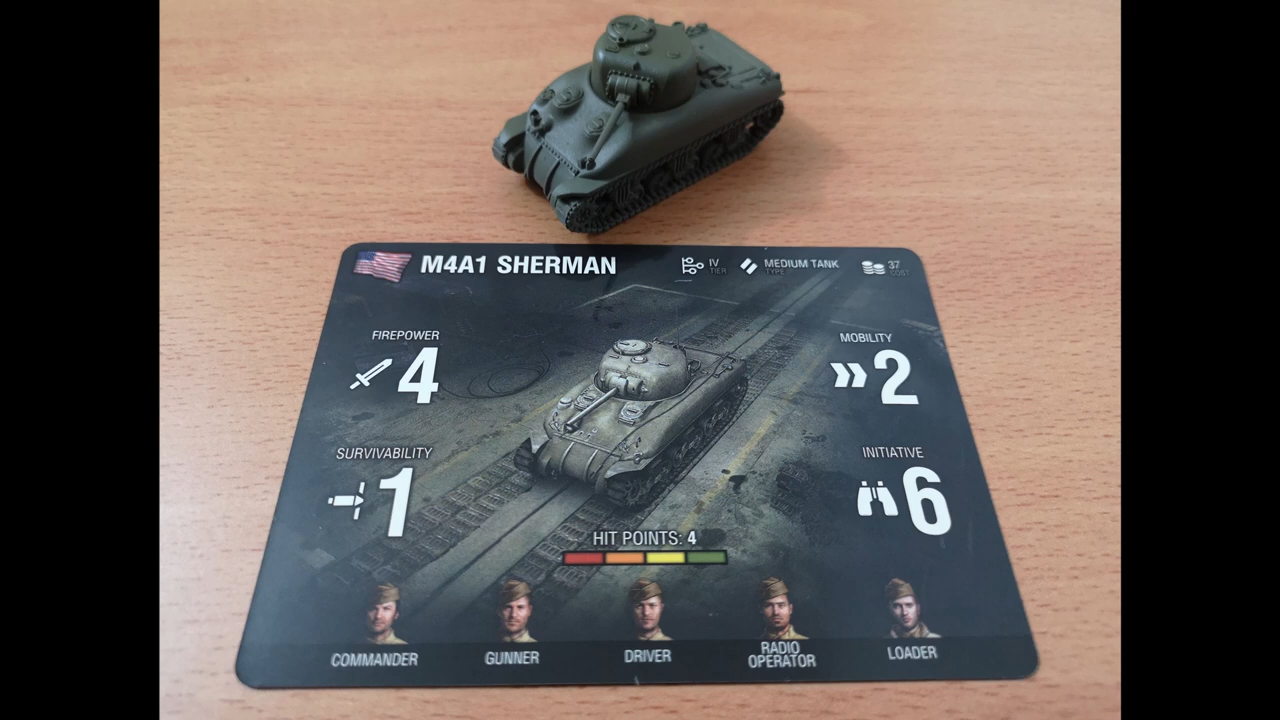 M4A1 SHERMAN
IV
TIER
MEDIUM TANK
TYPE
37
COST
FIREPOWER
4
MOBILITY
2
SURVIVABILITY
1
INITIATIVE
6
HIT POINTS: 4
COMMANDER
GUNNER
DRIVER
RADIO
OPERATOR
LOADER